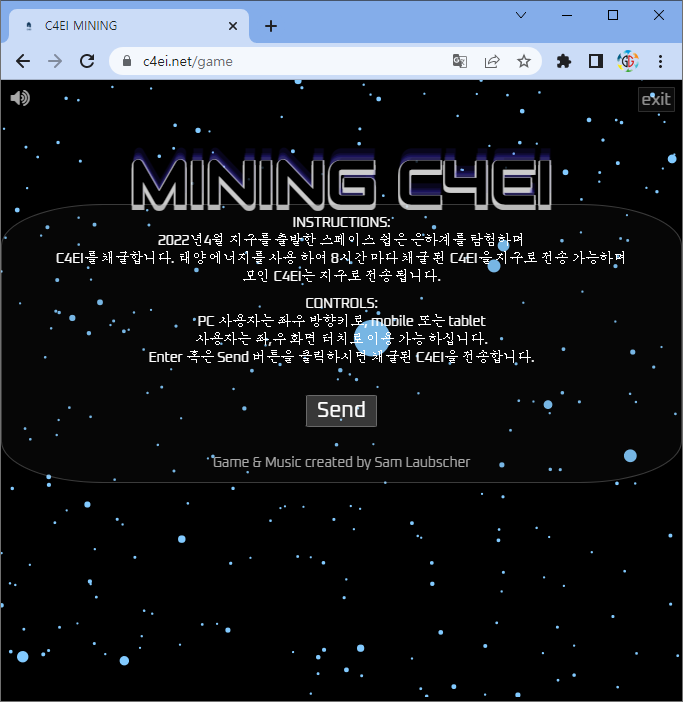 C4EI MINING
c4ei.net/game
exit
MINING C4EI
INSTRUCTIONS:
2022년4월 지구를 출발한 스페이스 쉽은 은하계를 탐험하며
C4EI를 채굴합니다. 태양 에너지를 사용 하여 8시간 마다 채굴 된 C4EI을 지구로 전송 가능하며
모인 C4EI는 지구로 전송 됩니다.
CONTROLS:
PC 사용자는 좌우 방향키로, mobile 또는 tablet
사용자는 좌,우 화면 터치로 이용 가능 하십니다.
Enter 혹은 Send 버튼을 클릭하시면 채굴된 C4EI을 전송합니다.
Send
Game & Music created by Sam Laubscher